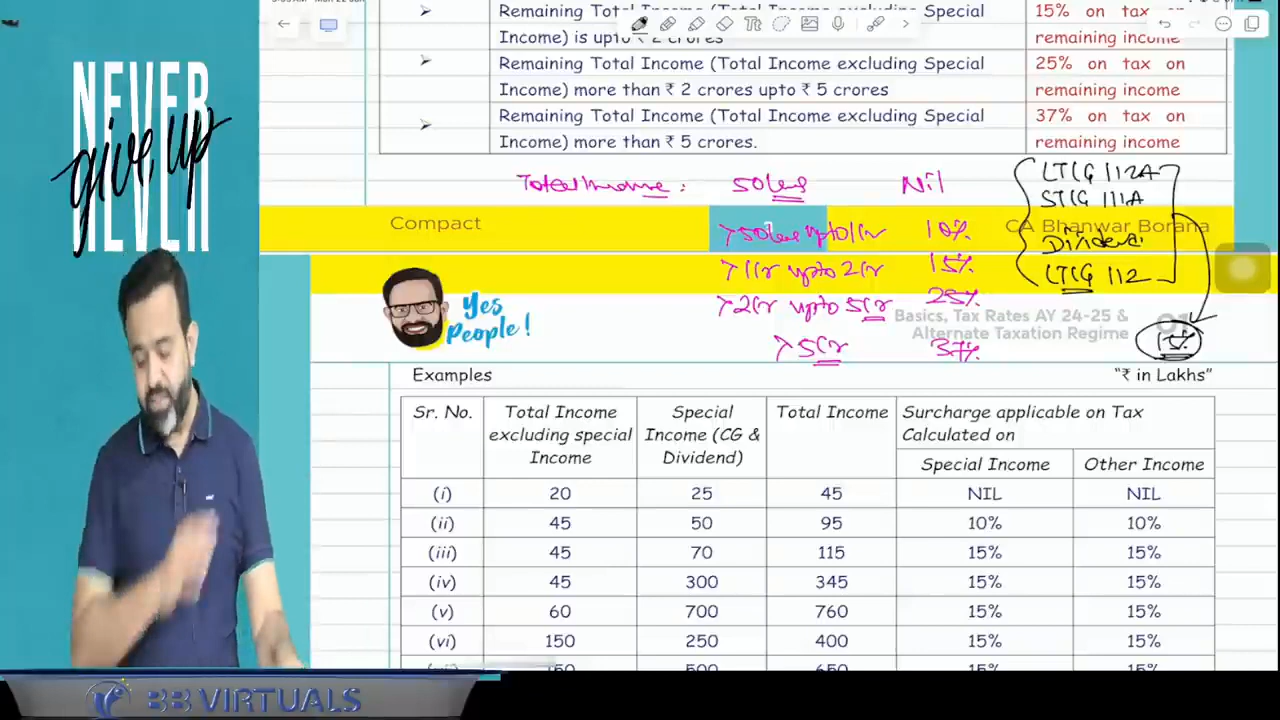 Remaining Total Income (Total Income excluding Special
Income) is upto ₹ 2 crores
15% on tax on
remaining income
Remaining Total Income (Total Income excluding Special
Income) more than ₹ 2 crores upto ₹ 5 crores
25% on tax on
remaining income
Remaining Total Income (Total Income excluding Special
Income) more than ₹ 5 crores.
37% on tax on
remaining income
Total Income : 50 lacs Nil
>50 lacs upto 1 Cr 10%
>1 Cr upto 2 Cr 15%
>2 Cr upto 5 Cr 25%
>5 Cr 37%
LTCG 112A
STCG 111A
Dividend
LTCG 112
15%
Compact
CA Bhanwar Borana
NEVER
give up
NEVER
Yes
People!
Basics, Tax Rates AY 24-25 &
Alternate Taxation Regime
01
Examples "₹ in Lakhs"
Sr. No. Total Income excluding special Income Special Income (CG & Dividend) Total Income Surcharge applicable on Tax Calculated on
Special Income Other Income
(i) 20 25 45 NIL NIL
(ii) 45 50 95 10% 10%
(iii) 45 70 115 15% 15%
(iv) 45 300 345 15% 15%
(v) 60 700 760 15% 15%
(vi) 150 250 400 15% 15%
500 650 15% 15%
BB VIRTUALS